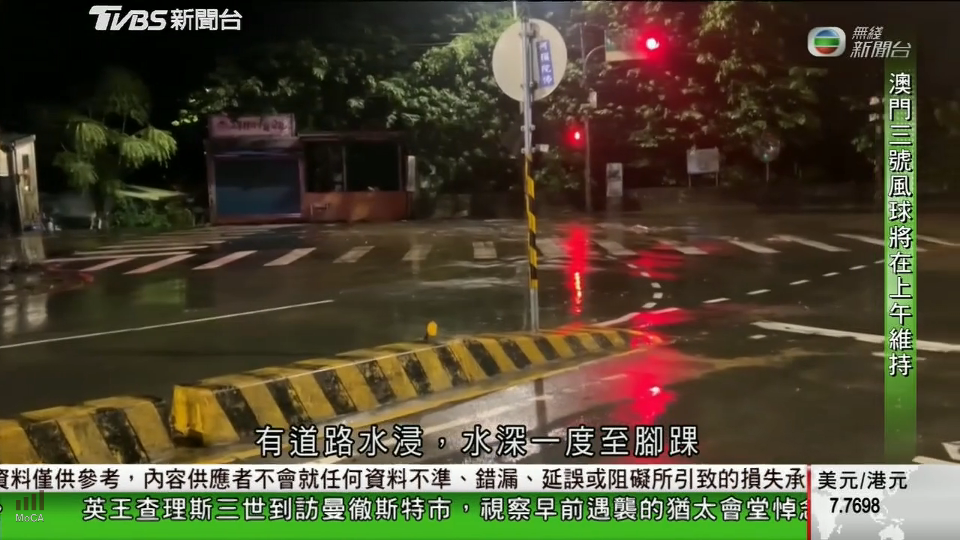 TVBS新聞台
無綫
新聞台
澳門三號風球將在上午維持
有道路水浸，水深一度至腳踝
資料僅供參考，內容供應者不會就任何資料不準、錯漏、延誤或阻礙所引致的損失承
美元/港元
7.7698
英王查理斯三世到訪曼徹斯特市，視察早前遇襲的猶太會堂悼念
MoCA